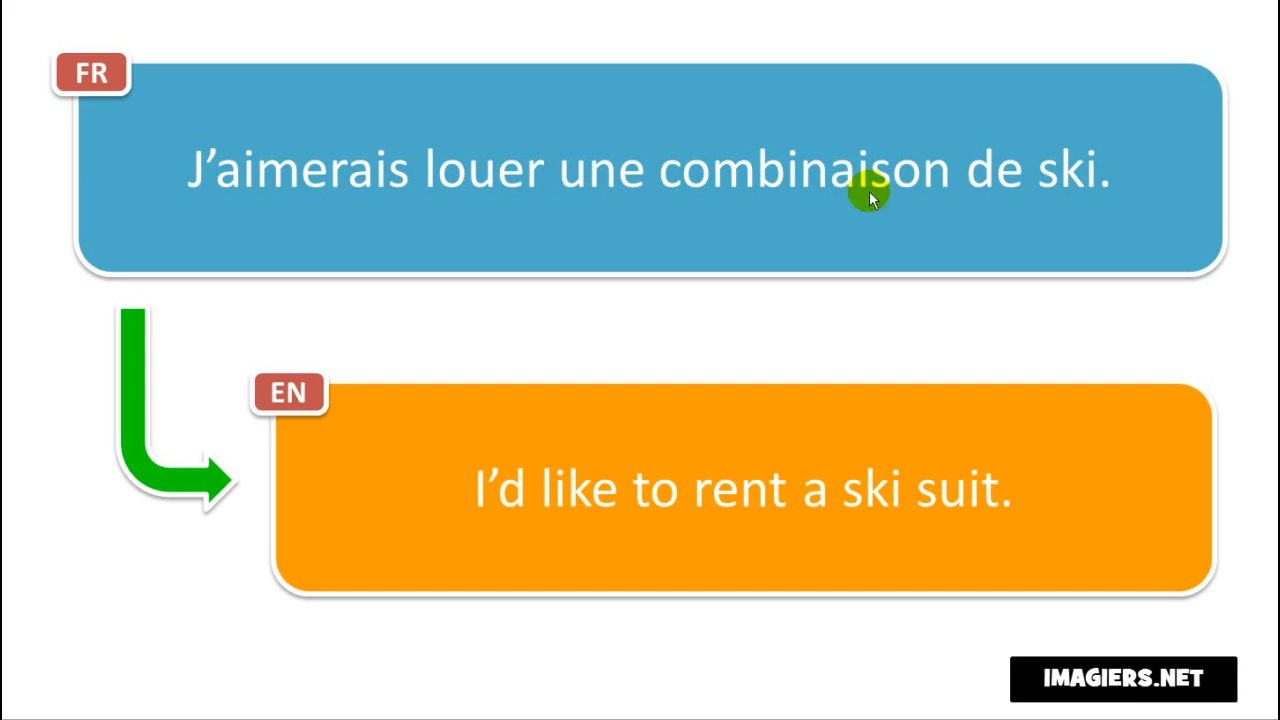 FR
J’aimerais louer une combinaison de ski.
EN
I’d like to rent a ski suit.
IMAGIERS.NET